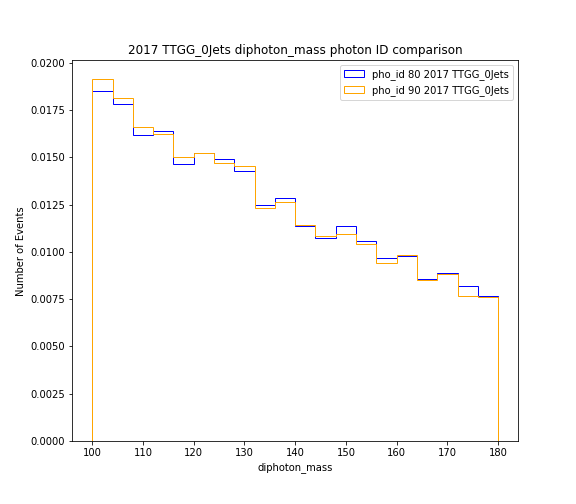 2017 TTGG_0Jets diphoton_mass photon ID comparison
pho_id 80 2017 TTGG_0Jets
pho_id 90 2017 TTGG_0Jets
Number of Events
0.0200
0.0175
0.0150
0.0125
0.0100
0.0075
0.0050
0.0025
0.0000
100 110 120 130 140 150 160 170 180
diphoton_mass